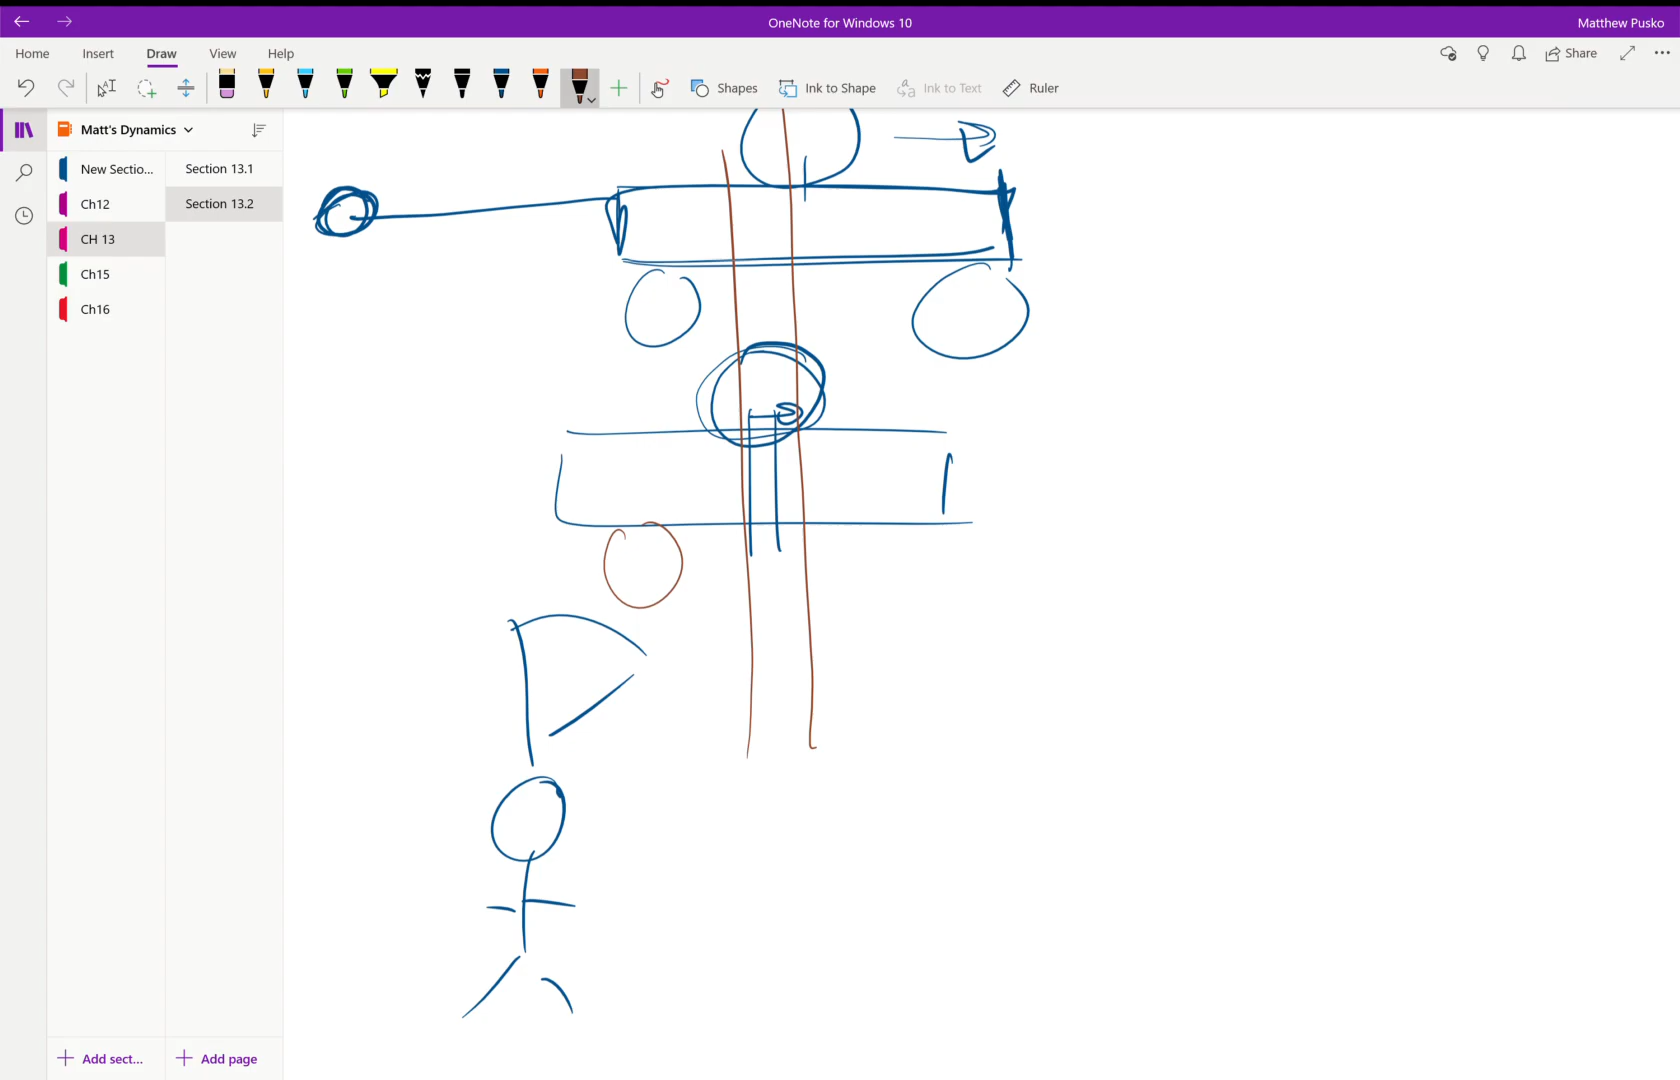 OneNote for Windows 10
Matthew Pusko
Home Insert Draw View Help
Share
Shapes
Ink to Shape
Ink to Text
Ruler
Matt's Dynamics
New Sectio...
Ch12
CH 13
Ch15
Ch16
Section 13.1
Section 13.2
Add sect...
Add page